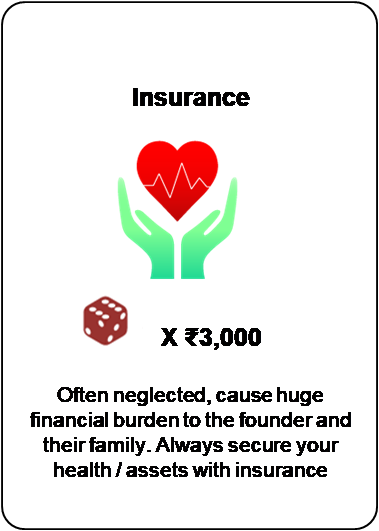 Insurance
X ₹3,000
Often neglected, cause huge
financial burden to the founder and
their family. Always secure your
health / assets with insurance